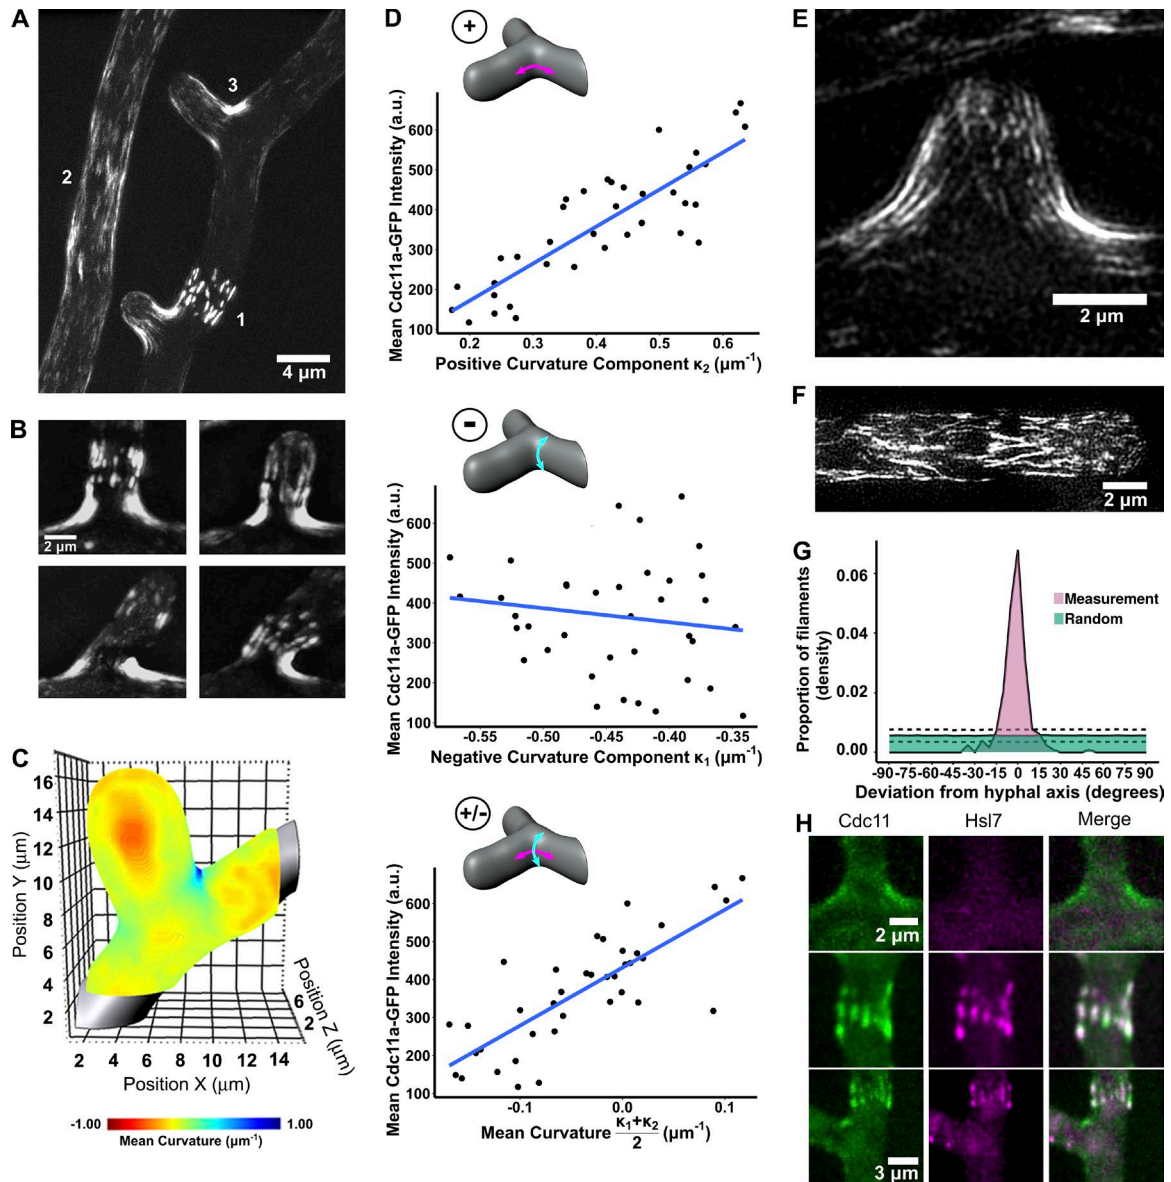 A
1
2
3
4 µm
B
2 µm
C
Position Y (µm)
16
14
12
10
8
6
4
2
2 4 6 8 10 12 14
Position X (µm)
6
2
Position Z (µm)
-1.00 1.00
Mean Curvature (µm-1)
D
+
Mean Cdc11a-GFP Intensity (a.u.)
600
500
400
300
200
100
0.2 0.3 0.4 0.5 0.6
Positive Curvature Component κ2 (µm-1)
-
Mean Cdc11a-GFP Intensity (a.u.)
600
500
400
300
200
100
-0.55 -0.50 -0.45 -0.40 -0.35
Negative Curvature Component κ1 (µm-1)
+/-
Mean Cdc11a-GFP Intensity (a.u.)
600
500
400
300
200
100
-0.1 0.0 0.1
Mean Curvature κ1+κ2/2 (µm-1)
E
2 µm
F
2 µm
G
Proportion of filaments
(density)
0.06
0.04
0.02
0.00
Measurement
Random
-90-75-60-45-30-15 0 15 30 45 60 75 90
Deviation from hyphal axis (degrees)
H
Cdc11 Hsl7 Merge
2 µm
3 µm